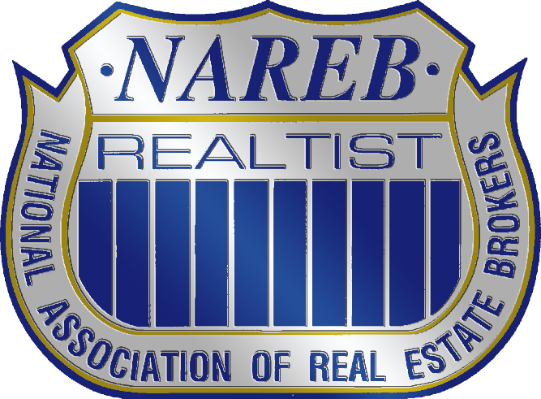 ·NAREB·
REALTIST
NATIONAL ASSOCIATION OF REAL ESTATE BROKERS